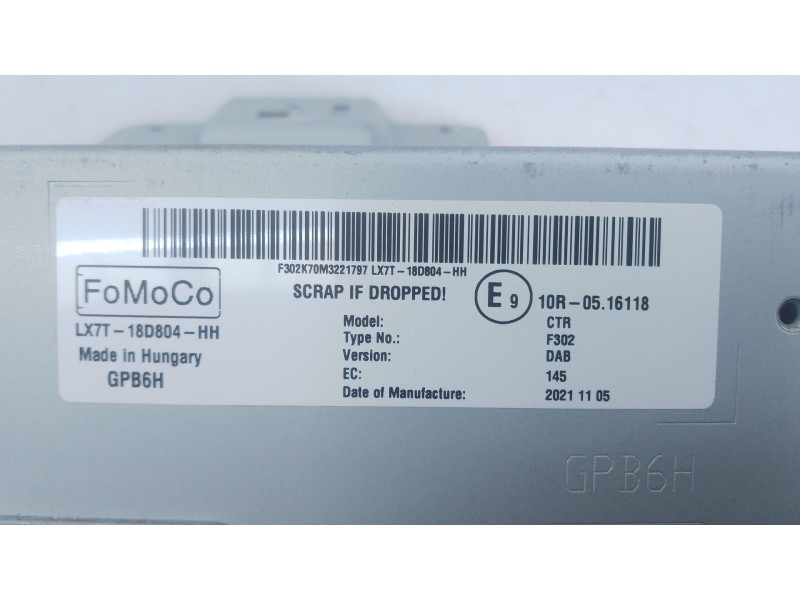 F302K70M3221797 LX7T-18D804-HH
FoMoCo
SCRAP IF DROPPED!
E 9
10R-05.16118
LX7T-18D804-HH
Made in Hungary
GPB6H
Model: CTR
Type No.: F302
Version: DAB
EC: 145
Date of Manufacture: 2021 11 05
GPB6H